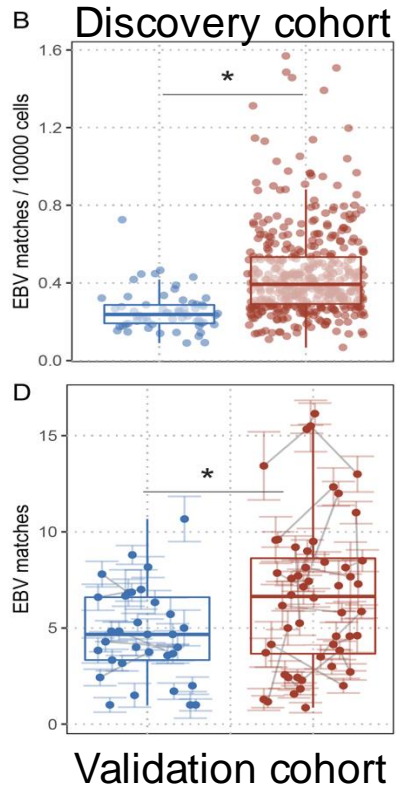 Discovery cohort
B
1.6
*
1.2
0.8
0.4
0.0
EBV matches / 10000 cells
D
15
*
10
5
0
EBV matches
Validation cohort